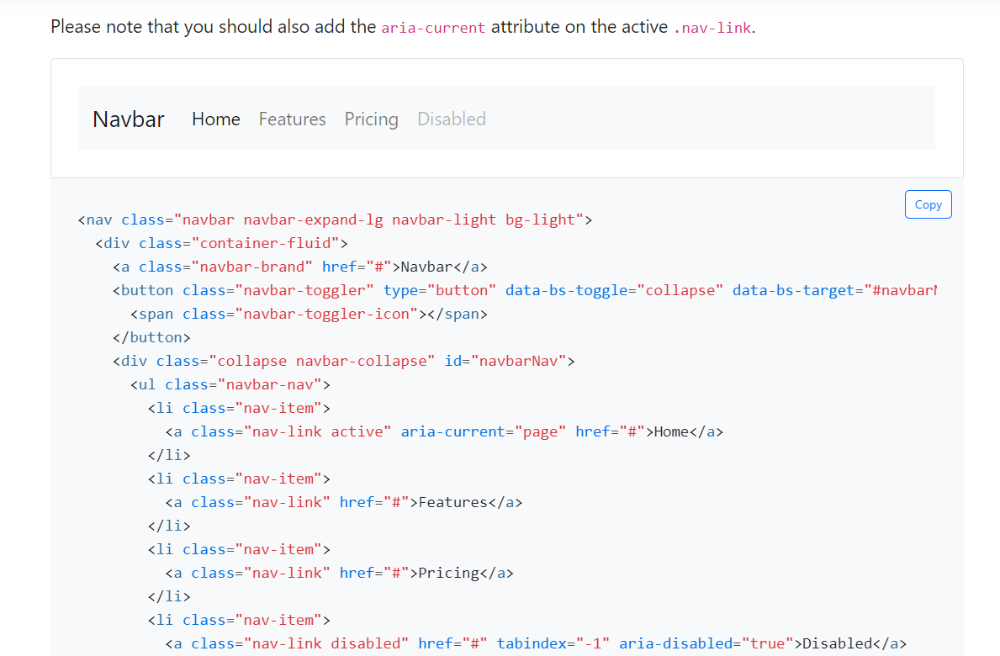 Please note that you should also add the aria-current attribute on the active .nav-link.
Navbar Home Features Pricing Disabled
Copy
<nav class="navbar navbar-expand-lg navbar-light bg-light">
  <div class="container-fluid">
    <a class="navbar-brand" href="#">Navbar</a>
    <button class="navbar-toggler" type="button" data-bs-toggle="collapse" data-bs-target="#navbar
      <span class="navbar-toggler-icon"></span>
    </button>
    <div class="collapse navbar-collapse" id="navbarNav">
      <ul class="navbar-nav">
        <li class="nav-item">
          <a class="nav-link active" aria-current="page" href="#">Home</a>
        </li>
        <li class="nav-item">
          <a class="nav-link" href="#">Features</a>
        </li>
        <li class="nav-item">
          <a class="nav-link" href="#">Pricing</a>
        </li>
        <li class="nav-item">
          <a class="nav-link disabled" href="#" tabindex="-1" aria-disabled="true">Disabled</a>